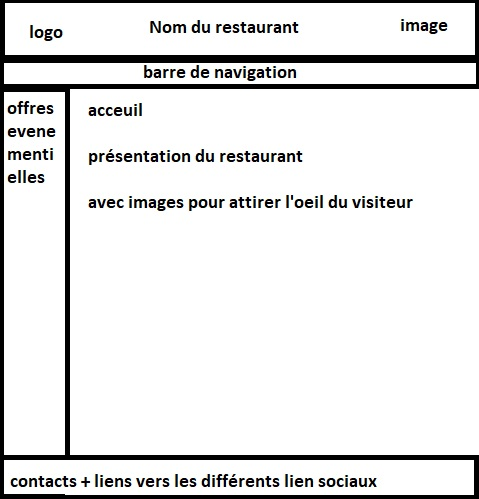 logo
Nom du restaurant
image
barre de navigation
offres
evene
menti
elles
acceuil
présentation du restaurant
avec images pour attirer l'oeil du visiteur
contacts + liens vers les différents lien sociaux